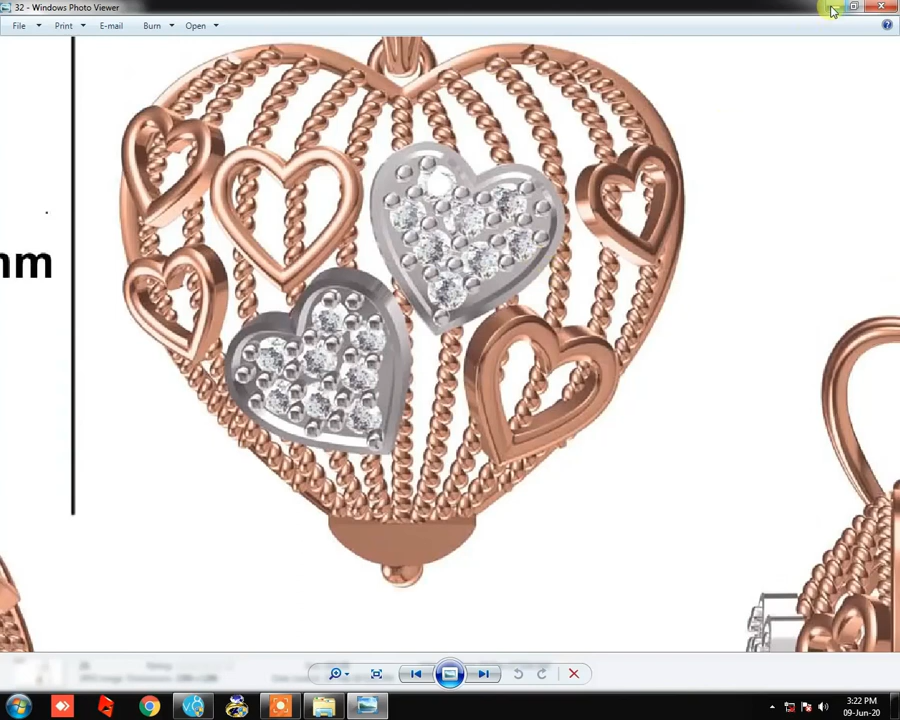 32 - Windows Photo Viewer
File Print E-mail Burn Open
mm
3:22 PM
09-Jun-20